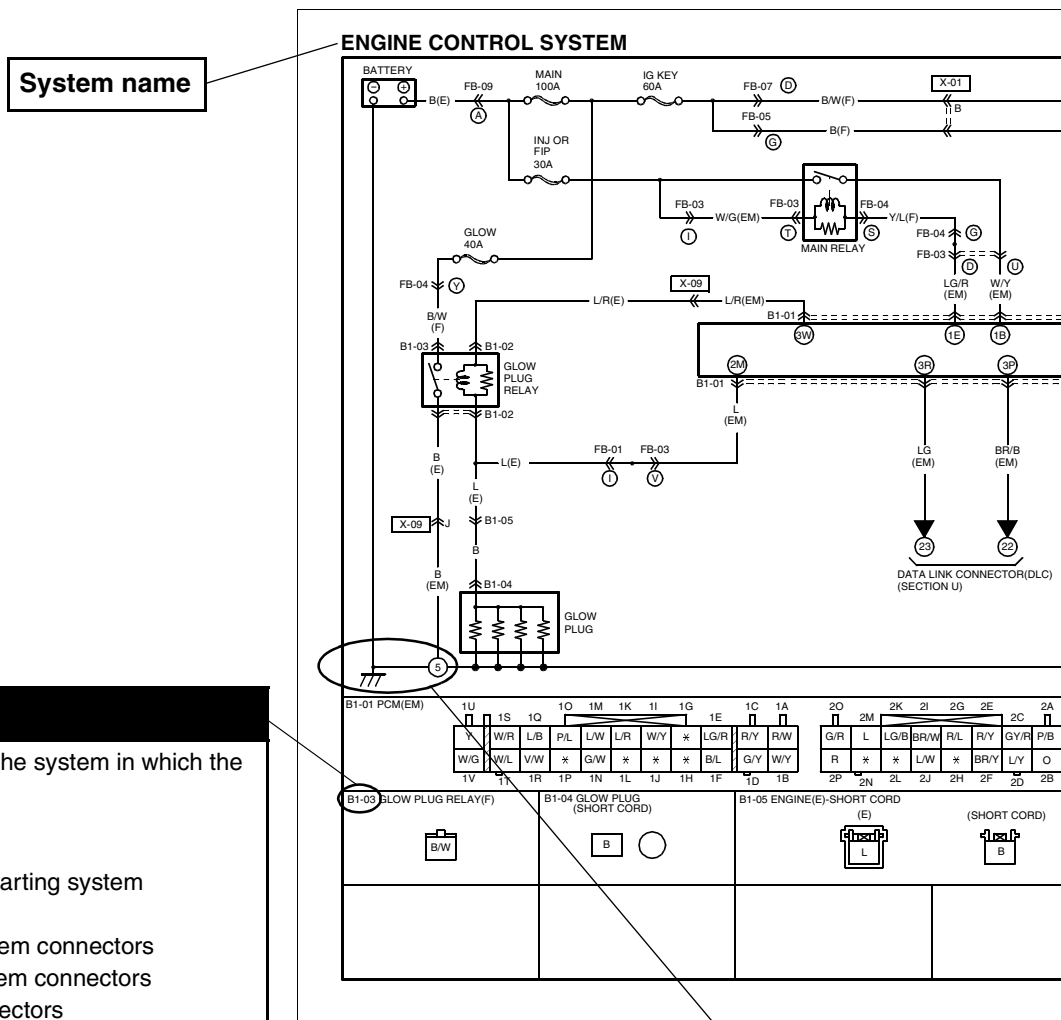 System name
ENGINE CONTROL SYSTEM
BATTERY
B(E)
FB-09
A
MAIN
100A
IG KEY
60A
FB-07 D
B/W(F)
X-01
B
FB-05
G
B(F)
INJ OR
FIP
30A
FB-03
I
W/G(EM)
FB-03
T
FB-04
S
Y/L(F)
MAIN RELAY
FB-04 G
FB-03
D
U
LG/R
(EM)
W/Y
(EM)
GLOW
40A
FB-04 Y
B/W
(F)
L/R(E)
X-09
L/R(EM)
B1-01
3W
1E
1B
B1-03
B1-02
GLOW
PLUG
RELAY
B1-02
2M
3R
3P
B1-01
L
(EM)
B
(E)
L(E)
FB-01
I
FB-03
V
LG
(EM)
BR/B
(EM)
L
(E)
X-09
J
B1-05
B
B
(EM)
B1-04
GLOW
PLUG
23
22
DATA LINK CONNECTOR(DLC)
(SECTION U)
5
B1-01 PCM(EM)
1U 1S 1Q 1O 1M 1K 1I 1G 1E 1C 1A
Y W/R L/B P/L L/W L/R W/Y * LG/R R/Y R/W
W/G W/L V/W * G/W * * * B/L G/Y W/Y
1V 1T 1R 1P 1N 1L 1J 1H 1F 1D 1B
2O 2M 2K 2I 2G 2E 2C 2A
G/R L LG/B BR/W R/L R/Y GY/R P/B
R * * L/W * BR/Y L/Y O
2P 2N 2L 2J 2H 2F 2D 2B
B1-03 GLOW PLUG RELAY(F)
B/W
B1-04 GLOW PLUG
(SHORT CORD)
B
B1-05 ENGINE(E)-SHORT CORD
(E)
L
(SHORT CORD)
B
he system in which the
arting system
em connectors
em connectors
ectors